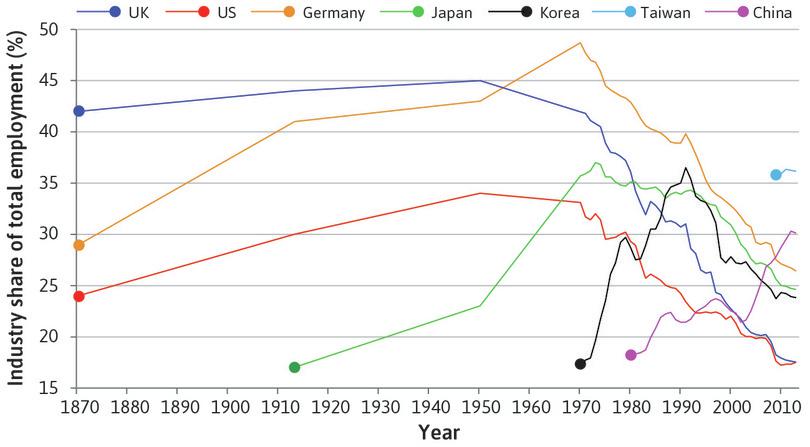 UK US Germany Japan Korea Taiwan China
Industry share of total employment (%)
50
45
40
35
30
25
20
15
1870 1880 1890 1900 1910 1920 1930 1940 1950 1960 1970 1980 1990 2000 2010
Year